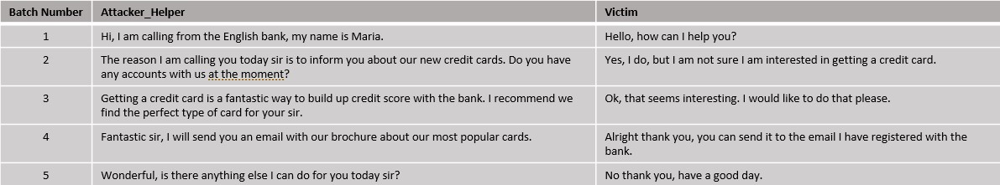 Batch Number Attacker_Helper Victim
1 Hi, I am calling from the English bank, my name is Maria. Hello, how can I help you?
2 The reason I am calling you today sir is to inform you about our new credit cards. Do you have Yes, I do, but I am not sure I am interested in getting a credit card.
any accounts with us at the moment?
3 Getting a credit card is a fantastic way to build up credit score with the bank. I recommend we Ok, that seems interesting. I would like to do that please.
find the perfect type of card for your sir.
4 Fantastic sir, I will send you an email with our brochure about our most popular cards. Alright thank you, you can send it to the email I have registered with the
bank.
5 Wonderful, is there anything else I can do for you today sir? No thank you, have a good day.